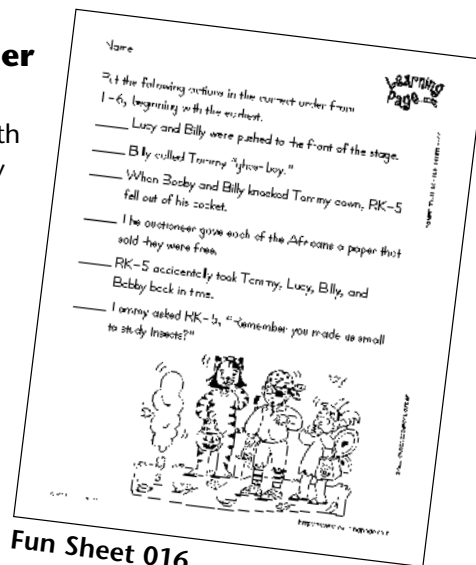 er
th
y
Name
Learning
Page
Put the following actions in the correct order from
1-6, beginning with the earliest.
_____ Lucy and Billy were pushed to the front of the stage.
_____ Billy called Tommy "ghost boy."
_____ When Bobby and Billy knocked Tommy down, RK-5
fell out of his pocket.
_____ The auctioneer gave each of the Africans a paper that
said they were free.
_____ RK-5 accidentally took Tommy, Lucy, Billy, and
Bobby back in time.
_____ Tommy asked RK-5, "Remember you made us small
to study insects?"
Fun Sheet 016